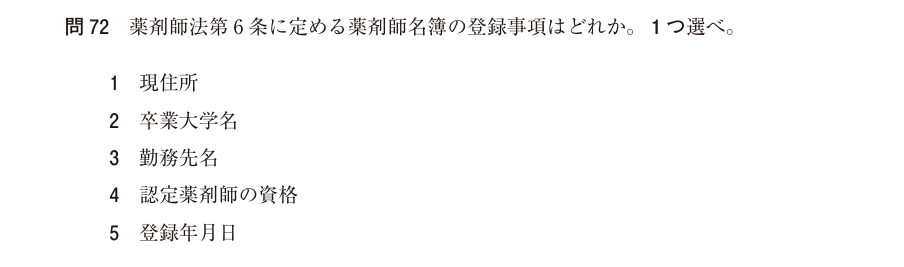 問72 薬剤師法第6条に定める薬剤師名簿の登録事項はどれか。1つ選べ。
1 現住所
2 卒業大学名
3 勤務先名
4 認定薬剤師の資格
5 登録年月日